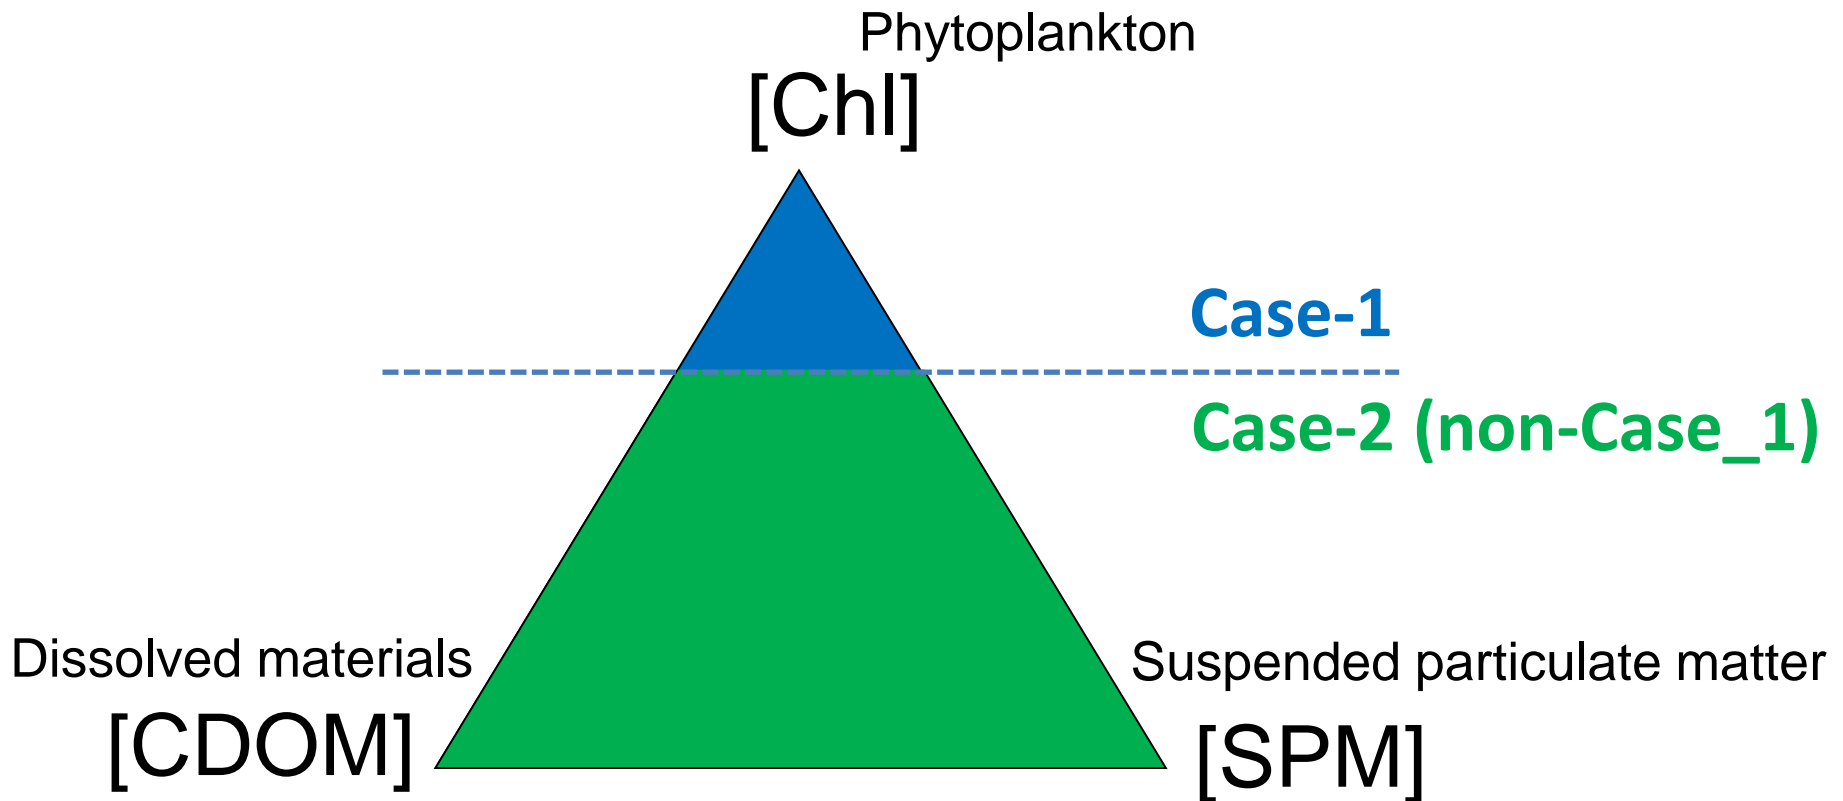 Phytoplankton
[Chl]
Case-1
Case-2 (non-Case_1)
Dissolved materials
[CDOM]
Suspended particulate matter
[SPM]